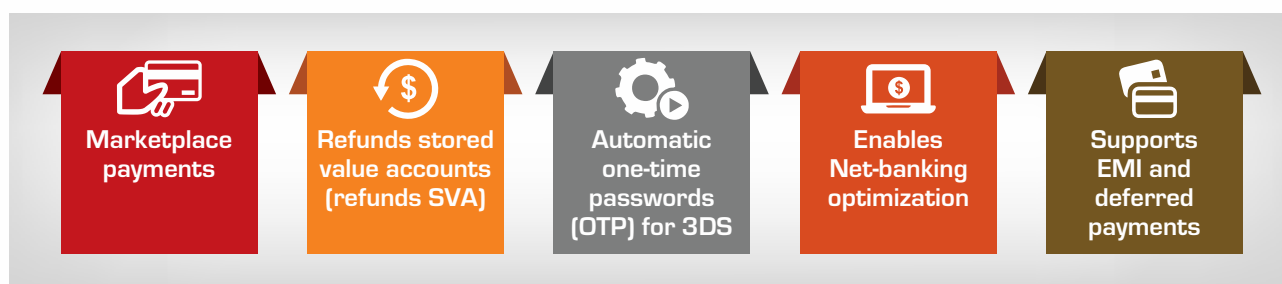 Marketplace
payments
Refunds stored
value accounts
(refunds SVA)
Automatic
one-time
passwords
(OTP) for 3DS
Enables
Net-banking
optimization
Supports
EMI and
deferred
payments